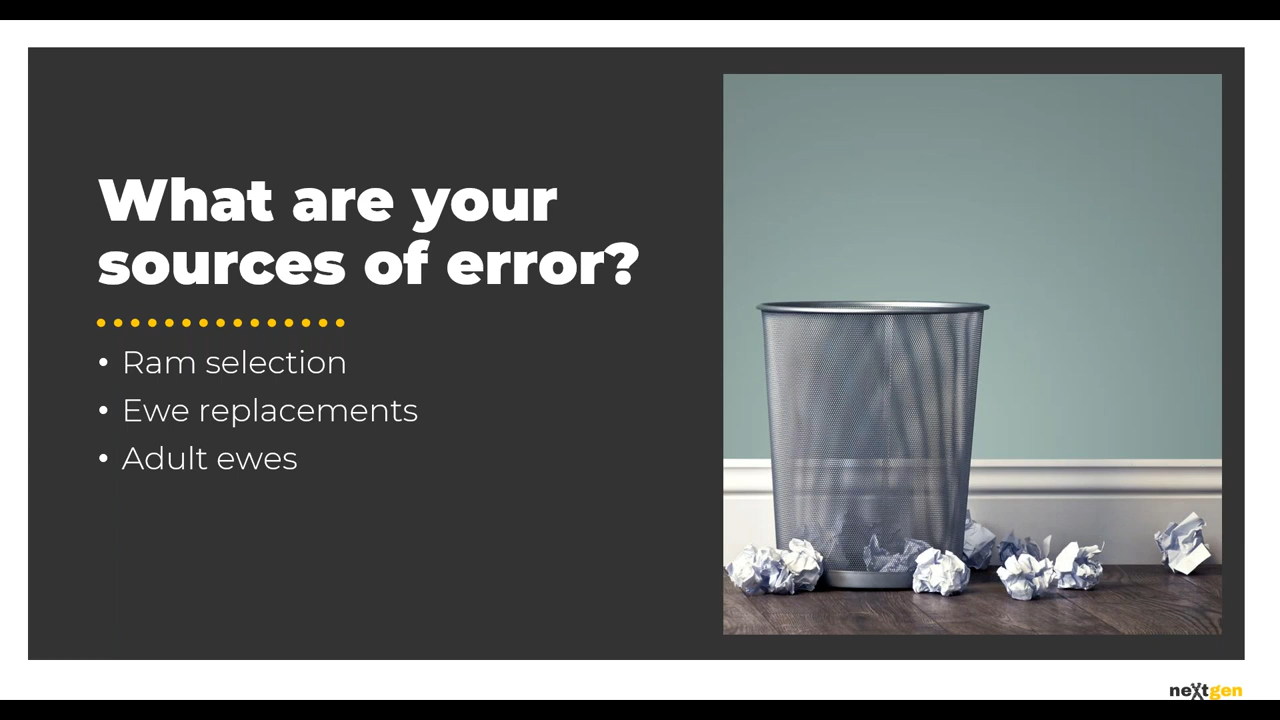 What are your
sources of error?
• Ram selection
• Ewe replacements
• Adult ewes
nextgen